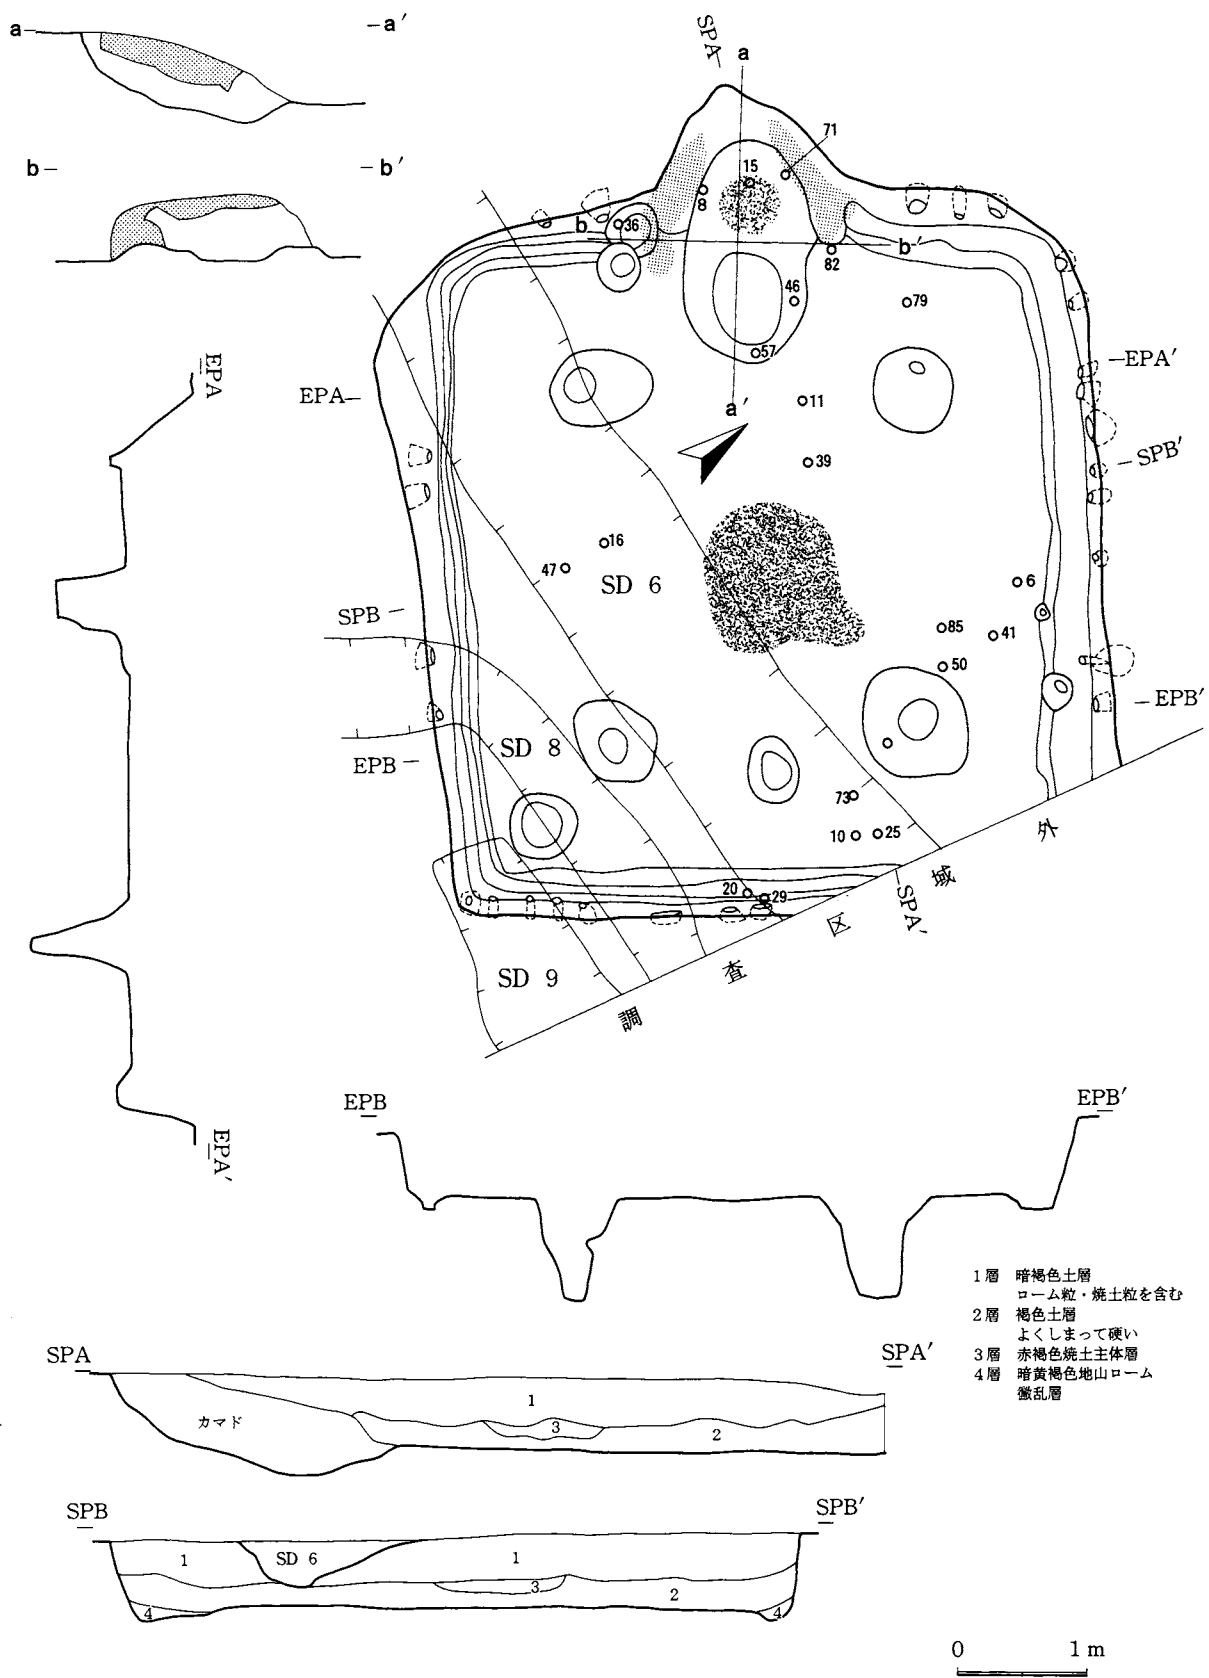 a
a′
b
b′
SPA
a
71
15
8
36
b
b′
82
46
79
57
EPA
EPA′
a′
11
SPB′
39
16
47
SD 6
6
SPB
85
41
50
EPB′
SD 8
EPB
73
10
25
20
29
SPA′
SD 9
調査区域外
EPA
EPA′
EPB
EPB′
1層 暗褐色土層
ローム粒・焼土粒を含む
2層 褐色土層
よくしまって硬い
3層 赤褐色焼土主体層
4層 暗黄褐色地山ローム
攪乱層
SPA
SPA′
カマド
1
3
2
SPB
SPB′
1
SD 6
1
3
2
4
4
0
1 m